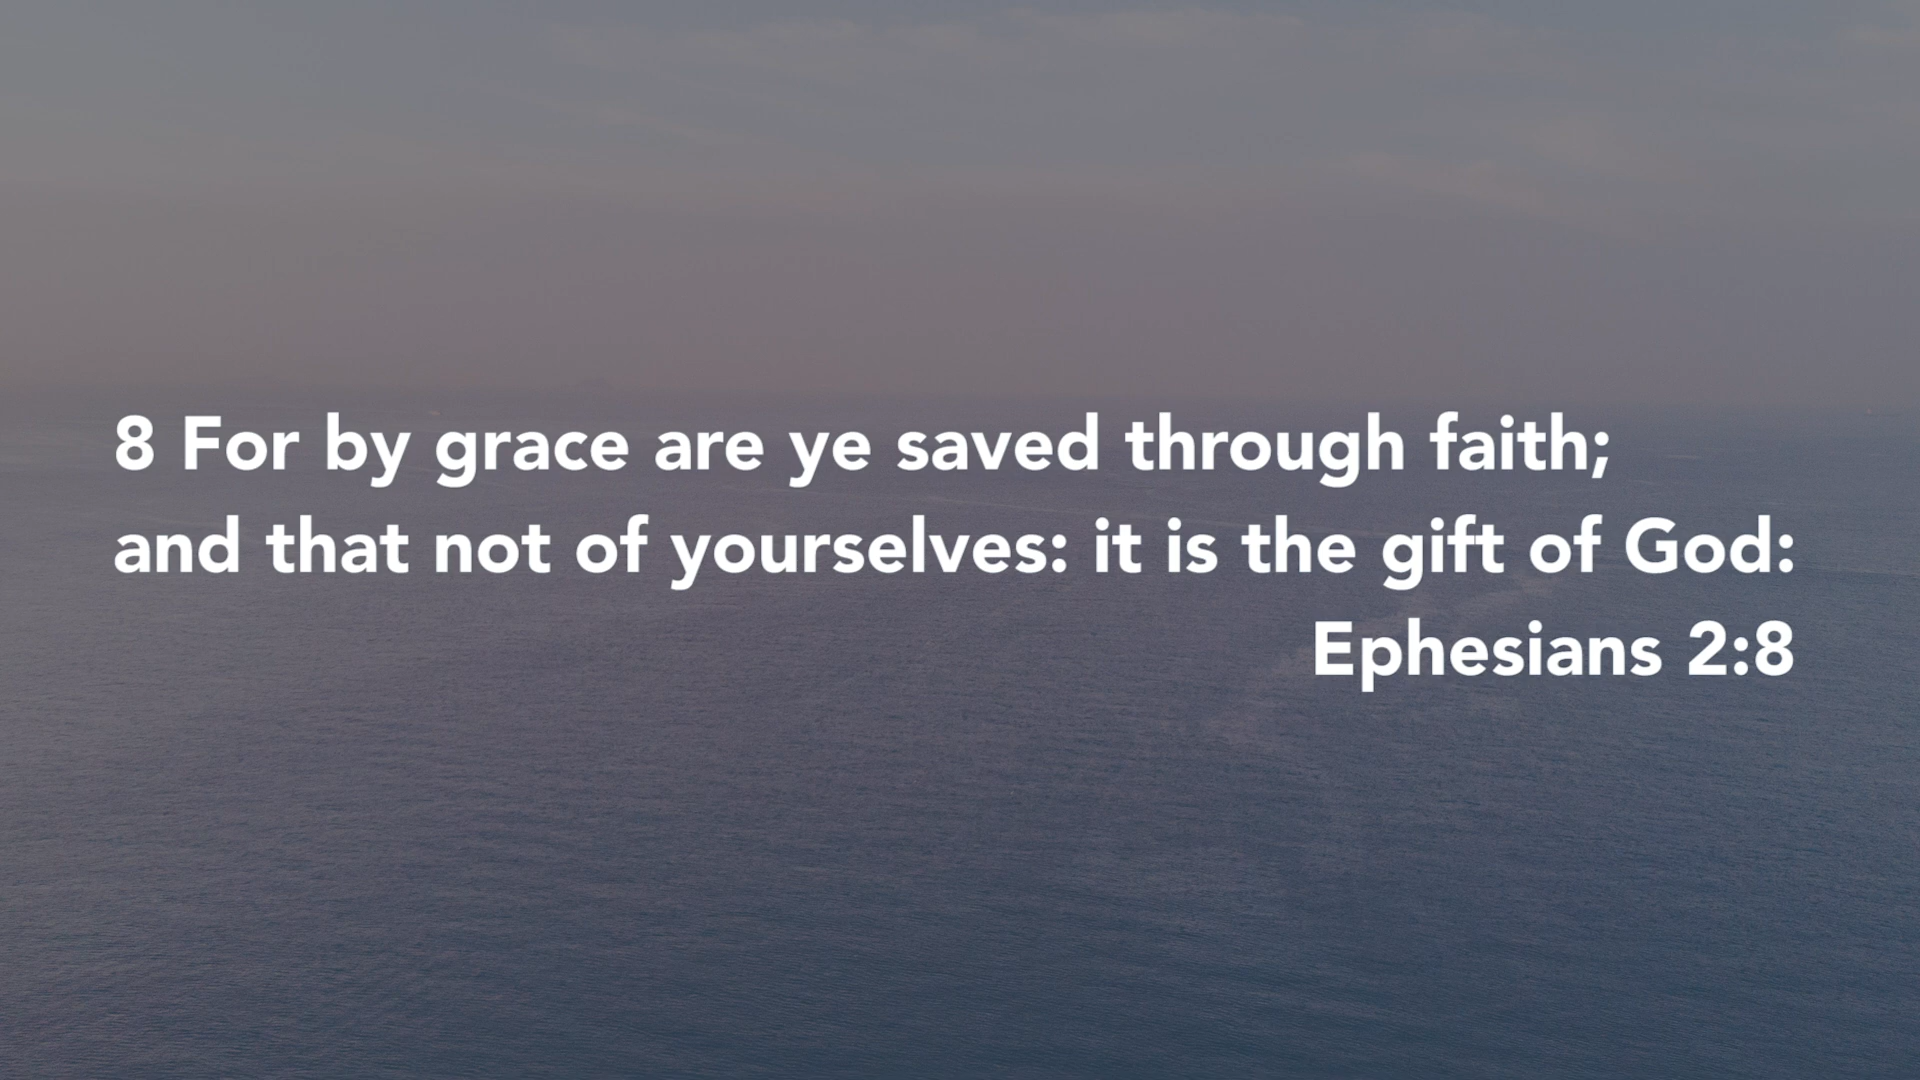 8 For by grace are ye saved through faith;
and that not of yourselves: it is the gift of God:
Ephesians 2:8